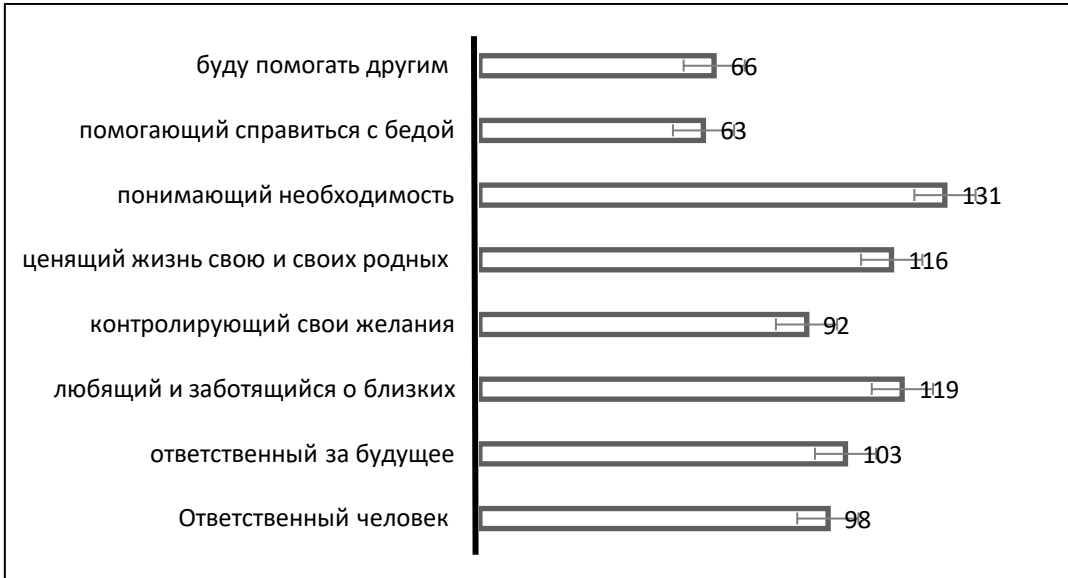 буду помогать другим 66
помогающий справиться с бедой 63
понимающий необходимость 131
ценящий жизнь свою и своих родных 116
контролирующий свои желания 92
любящий и заботящийся о близких 119
ответственный за будущее 103
Ответственный человек 98